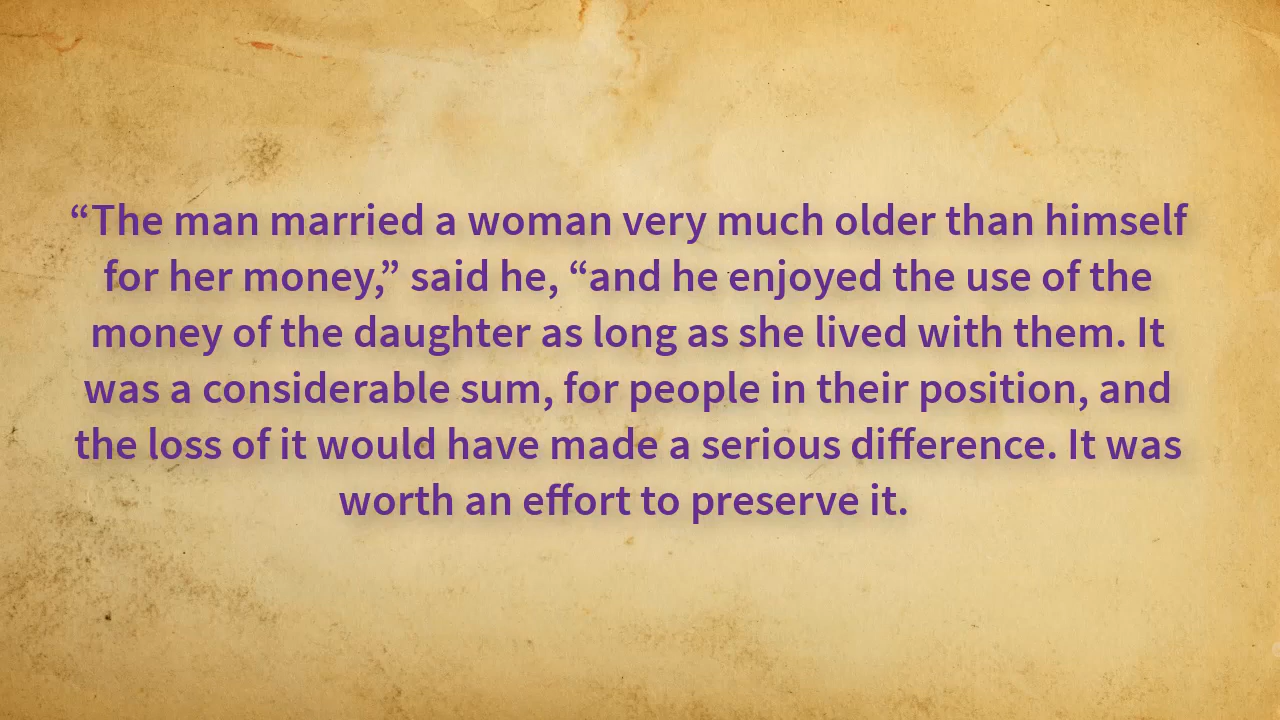 “The man married a woman very much older than himself
for her money,” said he, “and he enjoyed the use of the
money of the daughter as long as she lived with them. It
was a considerable sum, for people in their position, and
the loss of it would have made a serious difference. It was
worth an effort to preserve it.